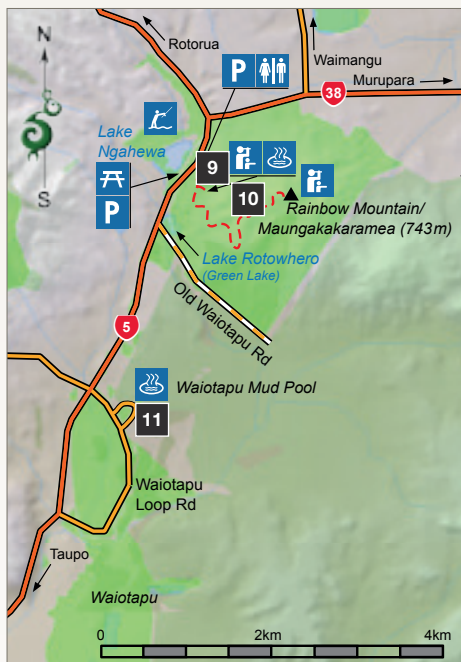 N
S
Rotorua
Waimangu
Murupara
38
P
Lake
Ngahewa
9
10
P
Rainbow Mountain/
Maungakakaramea (743m)
Lake Rotowhero
(Green Lake)
Old Waiotapu Rd
5
Waiotapu Mud Pool
11
Waiotapu
Loop Rd
Taupo
Waiotapu
0
2km
4km